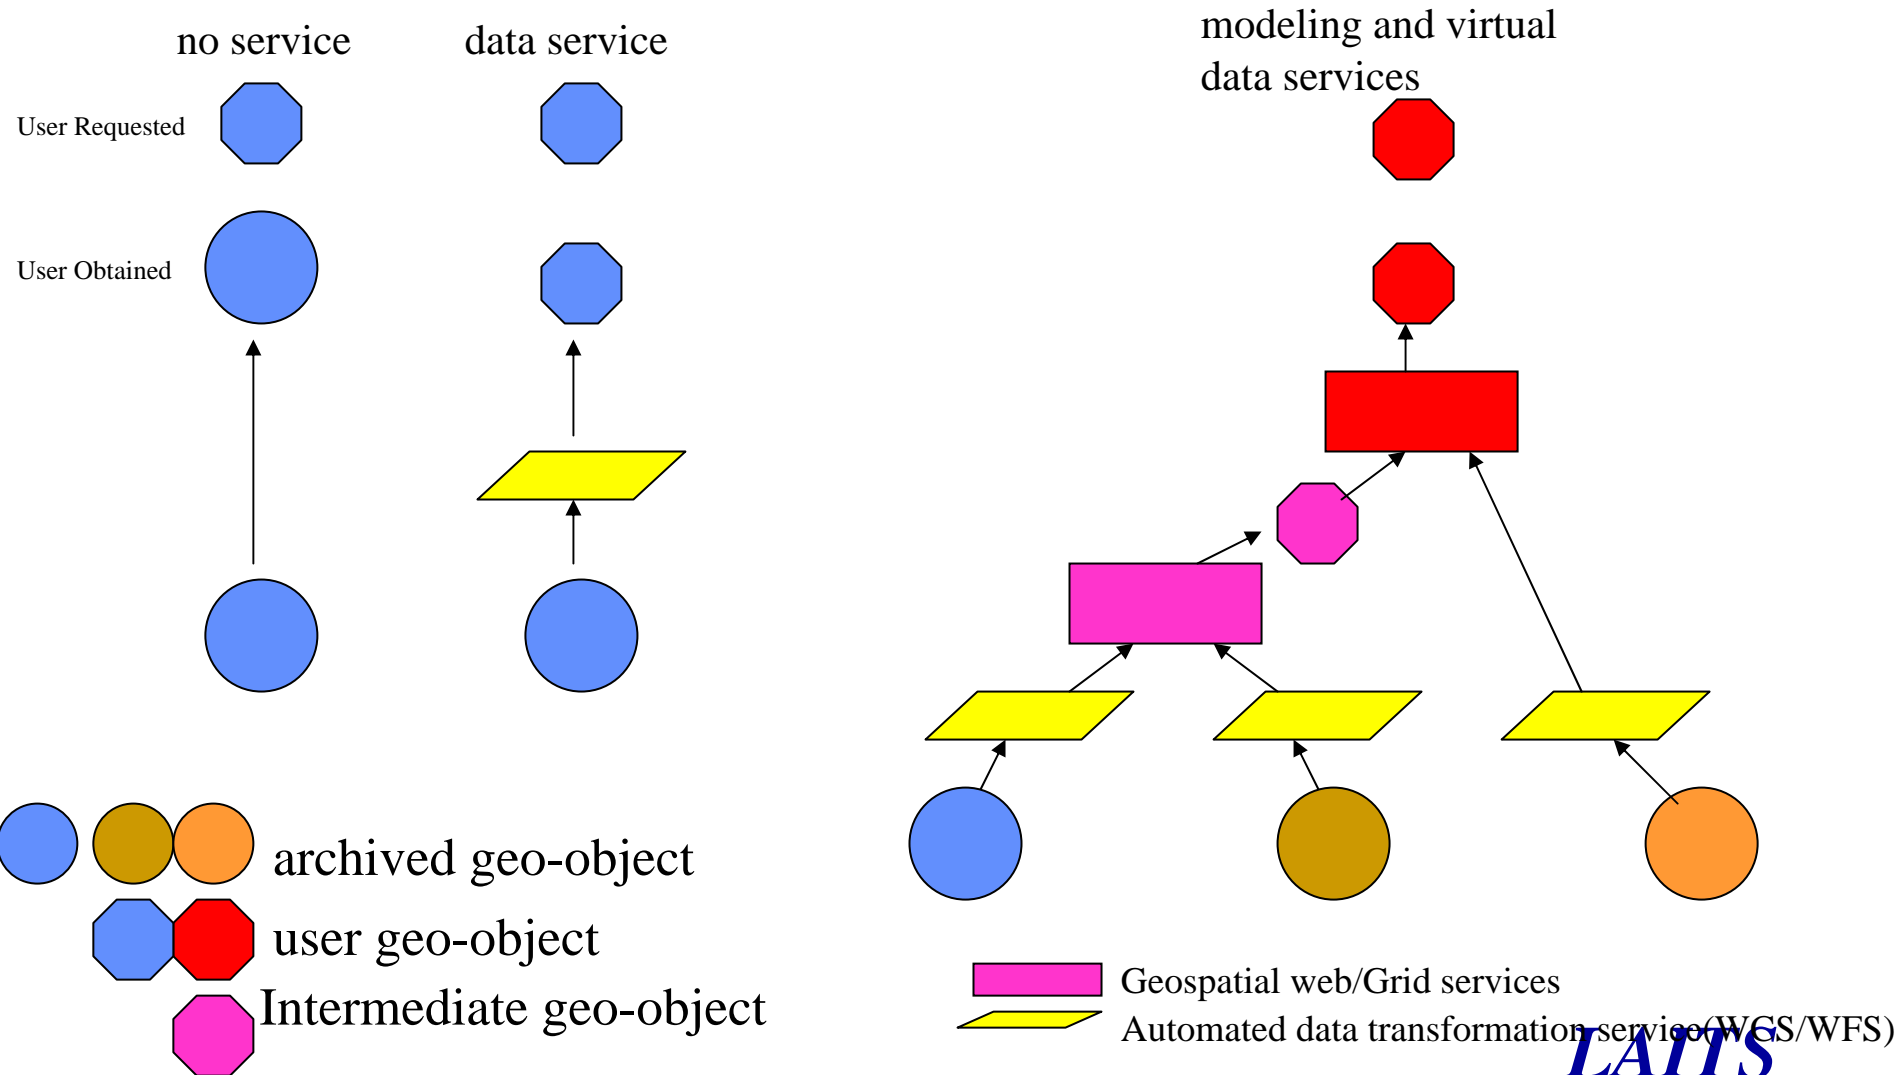 no service
data service
modeling and virtual
data services
User Requested
User Obtained
archived geo-object
user geo-object
Intermediate geo-object
Geospatial web/Grid services
Automated data transformation service(WCS/WFS)
LAITS